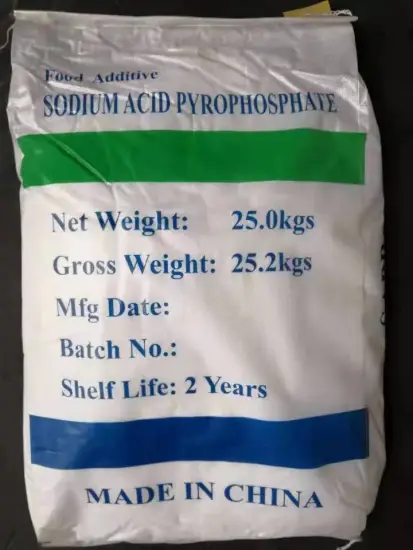 Food Additive
SODIUM ACID PYROPHOSPHATE
Net Weight: 25.0kgs
Gross Weight: 25.2kgs
Mfg Date:
Batch No.:
Shelf Life: 2 Years
MADE IN CHINA